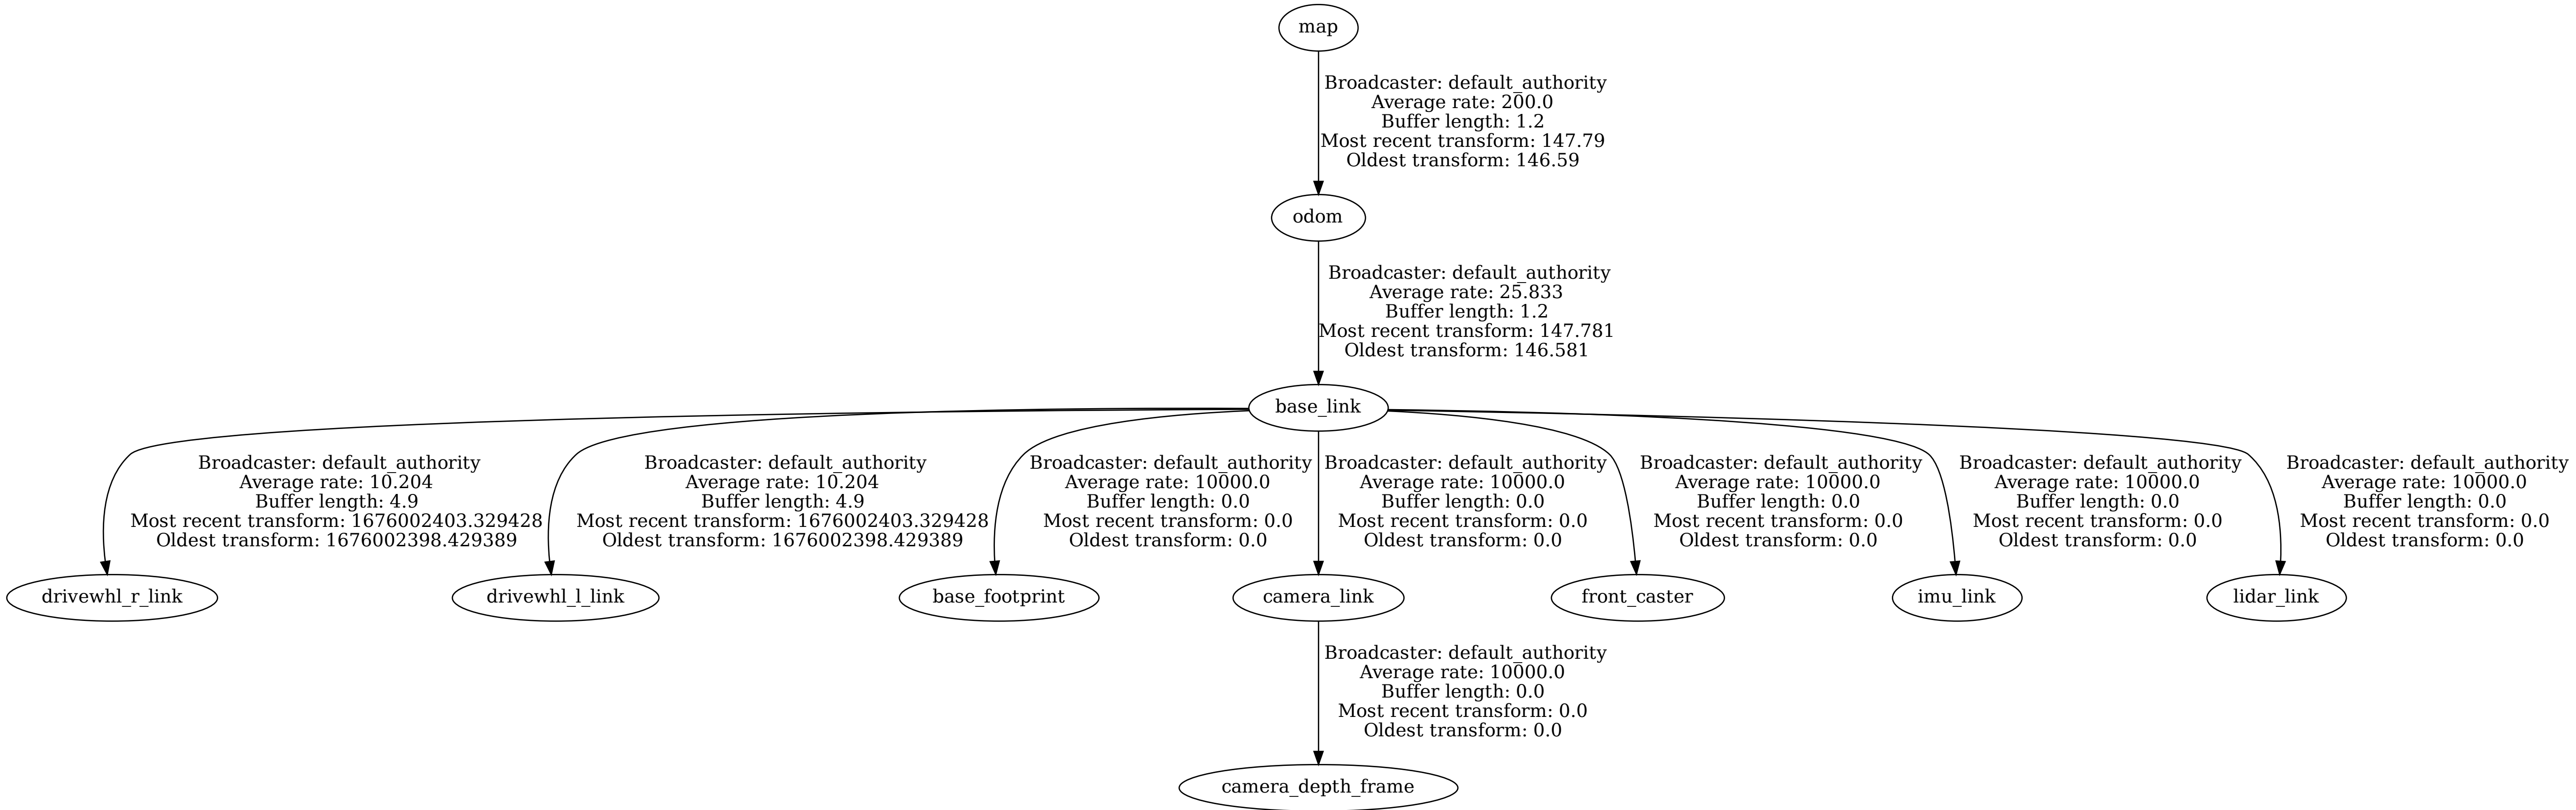 map
Broadcaster: default_authority
Average rate: 200.0
Buffer length: 1.2
Most recent transform: 147.79
Oldest transform: 146.59
odom
Broadcaster: default_authority
Average rate: 25.833
Buffer length: 1.2
Most recent transform: 147.781
Oldest transform: 146.581
base_link
Broadcaster: default_authority
Average rate: 10.204
Buffer length: 4.9
Most recent transform: 1676002403.329428
Oldest transform: 1676002398.429389
Broadcaster: default_authority
Average rate: 10.204
Buffer length: 4.9
Most recent transform: 1676002403.329428
Oldest transform: 1676002398.429389
Broadcaster: default_authority
Average rate: 10000.0
Buffer length: 0.0
Most recent transform: 0.0
Oldest transform: 0.0
Broadcaster: default_authority
Average rate: 10000.0
Buffer length: 0.0
Most recent transform: 0.0
Oldest transform: 0.0
Broadcaster: default_authority
Average rate: 10000.0
Buffer length: 0.0
Most recent transform: 0.0
Oldest transform: 0.0
Broadcaster: default_authority
Average rate: 10000.0
Buffer length: 0.0
Most recent transform: 0.0
Oldest transform: 0.0
Broadcaster: default_authority
Average rate: 10000.0
Buffer length: 0.0
Most recent transform: 0.0
Oldest transform: 0.0
drivewhl_r_link
drivewhl_l_link
base_footprint
camera_link
front_caster
imu_link
lidar_link
Broadcaster: default_authority
Average rate: 10000.0
Buffer length: 0.0
Most recent transform: 0.0
Oldest transform: 0.0
camera_depth_frame